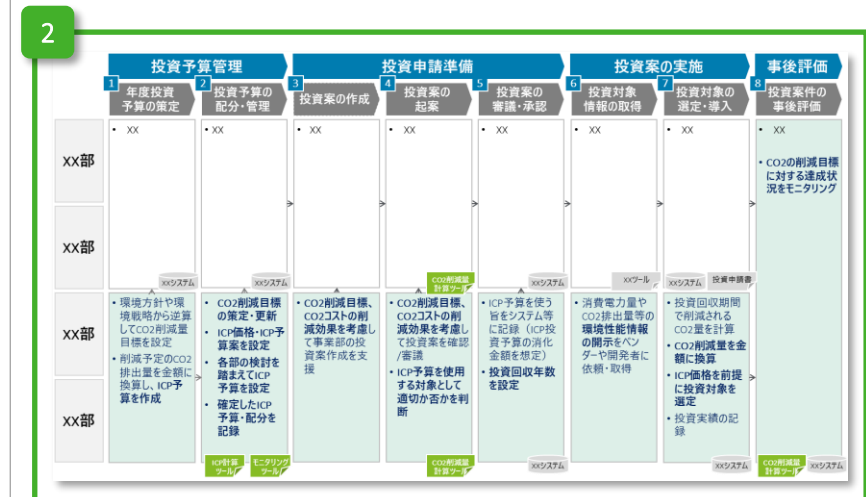 2
投資予算管理
投資申請準備
投資案の実施
事後評価
1
年度投資
予算の策定
2
投資予算の
配分・管理
3
投資案の作成
4
投資案の
起案
5
投資案の
審議・承認
6
投資対象
情報の取得
7
投資対象の
選定・導入
8
投資案件の
事後評価
XX部
XX部
XX部
XX部
• XX
xxシステム
• XX
xxシステム
• XX
• XX
CO2削減量
計算ツール
• XX
xxシステム
• XX
xxツール
• XX
xxシステム
投資申請書
• XX
• CO2の削減目標
に対する達成状
況をモニタリング
• 環境方針や環
境戦略から逆算
してCO2削減量
目標を設定
• 削減予定のCO2
排出量を金額に
換算し、ICP予
算を作成
• CO2削減目標
の策定・更新
• ICP価格・ICP予
算案を設定
• 各部の検討を
踏まえてICP
予算を設定
• 確定したICP
予算・配分を
記録
ICP計算
ツール
モニタリング
ツール
• CO2削減目標、
CO2コストの削
減効果を考慮し
て事業部の投
資案作成を支
援
• CO2削減目標、
CO2コストの削
減効果を考慮し
て投資案を確認
/審議
• ICP予算を使用
する対象として
適切か否かを判
断
CO2削減量
計算ツール
• ICP予算を使う
旨をシステム等
に記録（ICP投
資予算の消化
金額を想定）
• 投資回収年数
を設定
xxシステム
• 消費電力量や
CO2排出量等の
環境性能情報
の開示をベン
ダーや開発者に
依頼・取得
• 投資回収期間
で削減される
CO2量を計算
• CO2削減量を金
額に換算
• ICP価格を前提
に投資対象を
選定
• 投資実績の記
録
xxシステム
CO2削減量
計算ツール
xxシステム